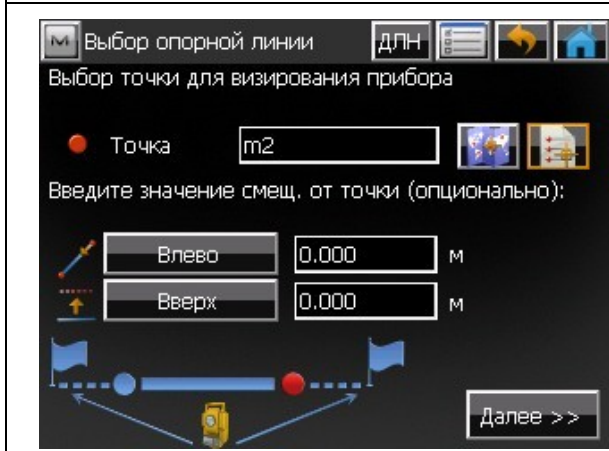 Выбор опорной линии ДЛН
Выбор точки для визирования прибора
Точка m2
Введите значение смещ. от точки (опционально):
Влево 0.000 м
Вверх 0.000 м
Далее >>